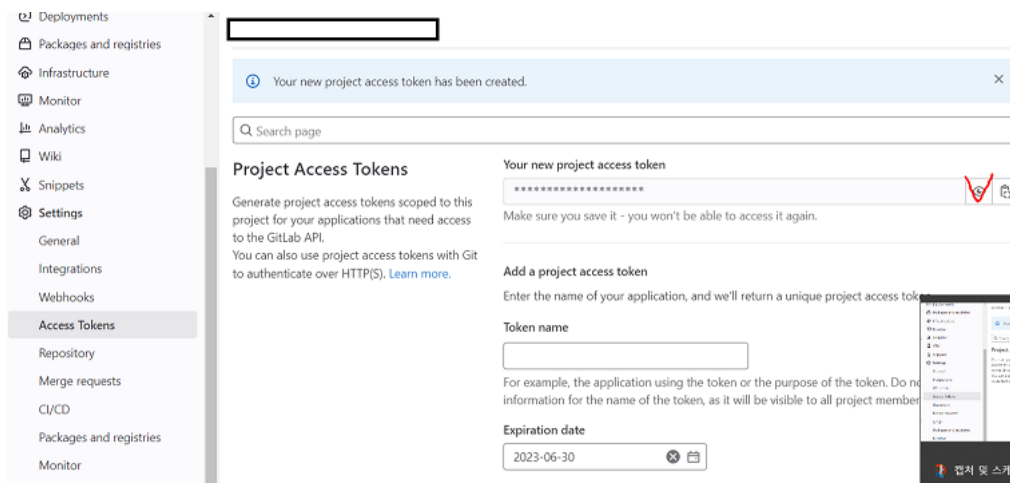 Deployments
Packages and registries
Infrastructure
Monitor
Analytics
Wiki
Snippets
Settings
General
Integrations
Webhooks
Access Tokens
Repository
Merge requests
CI/CD
Packages and registries
Monitor
Your new project access token has been created.
Search page
Project Access Tokens
Generate project access tokens scoped to this
project for your applications that need access
to the GitLab API.
You can also use project access tokens with Git
to authenticate over HTTP(S). Learn more.
Your new project access token
********************
Make sure you save it - you won't be able to access it again.
Add a project access token
Enter the name of your application, and we'll return a unique project access
Token name
For example, the application using the token or the purpose of the token. Do
information for the name of the token, as it will be visible to all project member
Expiration date
2023-06-30
캡처 및